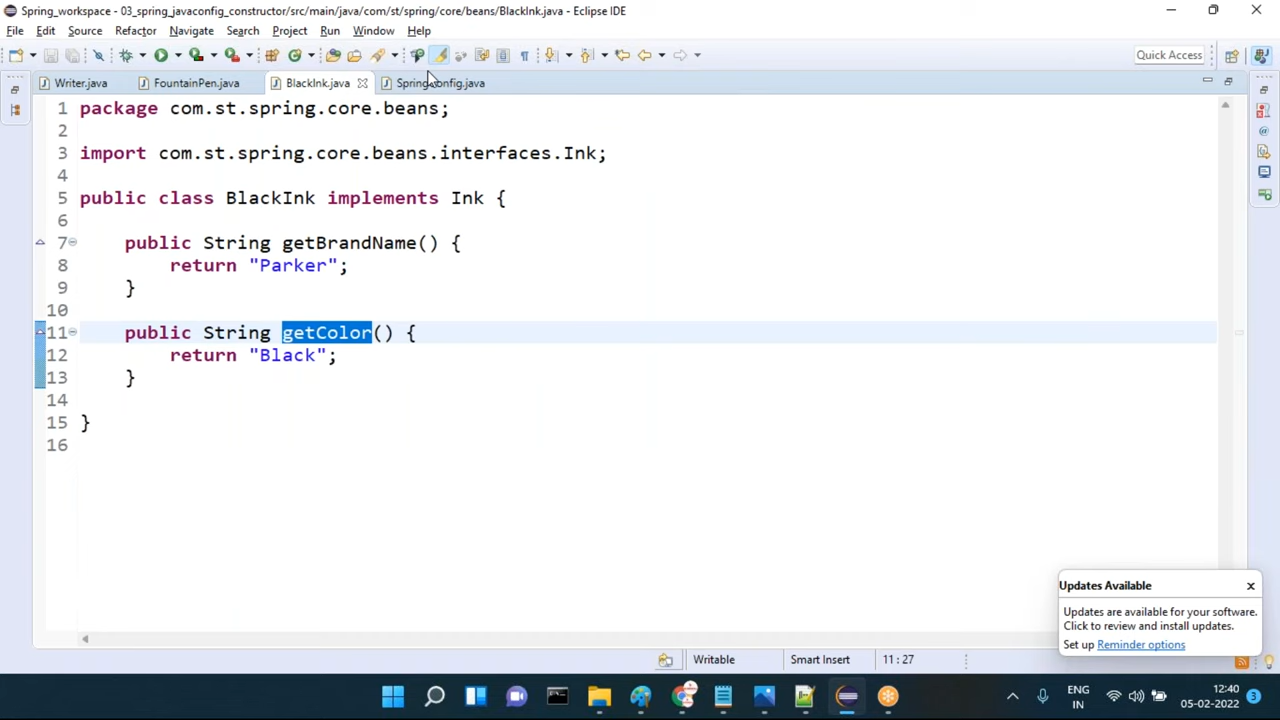 Spring_workspace - 03_spring_javaconfig_constructor/src/main/java/com/st/spring/core/beans/BlackInk.java - Eclipse IDE
File Edit Source Refactor Navigate Search Project Run Window Help
Quick Access
Writer.java FountainPen.java BlackInk.java
1 package com.st.spring.core.beans;
2
3 import com.st.spring.core.beans.interfaces.Ink;
4
5 public class BlackInk implements Ink {
6
7 public String getBrandName() {
8 return "Parker";
9 }
10
11 public String getColor() {
12 return "Black";
13 }
14
15 }
16
Updates Available
Updates are available for your software.
Click to review and install updates.
Set up Reminder options
Writable Smart Insert 11 : 27
ENG
IN
12:40
05-02-2022
3